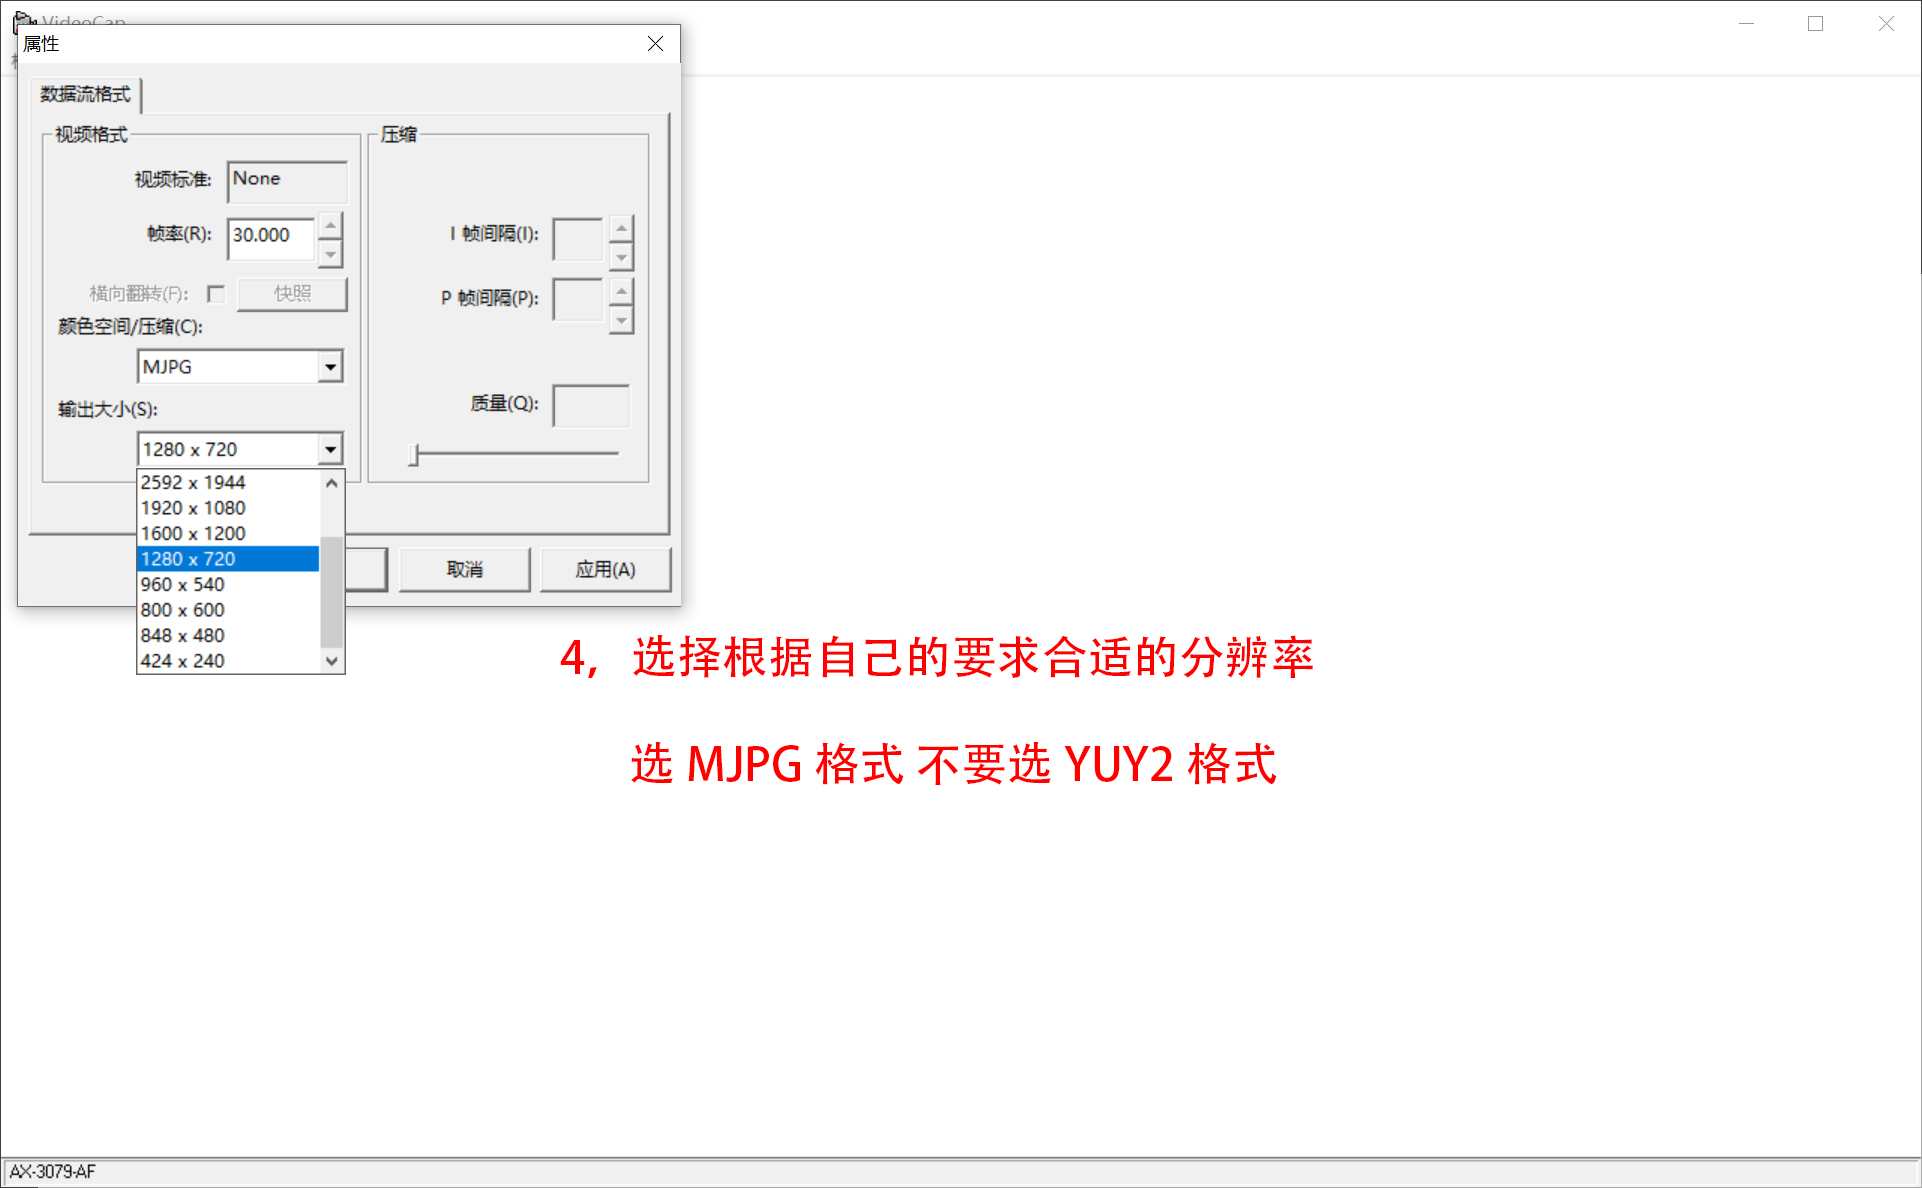 VideoCap
属性
数据流格式
视频格式
视频标准: None
帧率(R): 30.000
横向翻转(F): 快照
颜色空间/压缩(C):
MJPG
输出大小(S):
1280 x 720
2592 x 1944
1920 x 1080
1600 x 1200
1280 x 720
960 x 540
800 x 600
848 x 480
424 x 240
压缩
I 帧间隔(I):
P 帧间隔(P):
质量(Q):
取消
应用(A)
4, 选择根据自己的要求合适的分辨率
选 MJPG 格式 不要选 YUY2 格式
AX-3079-AF